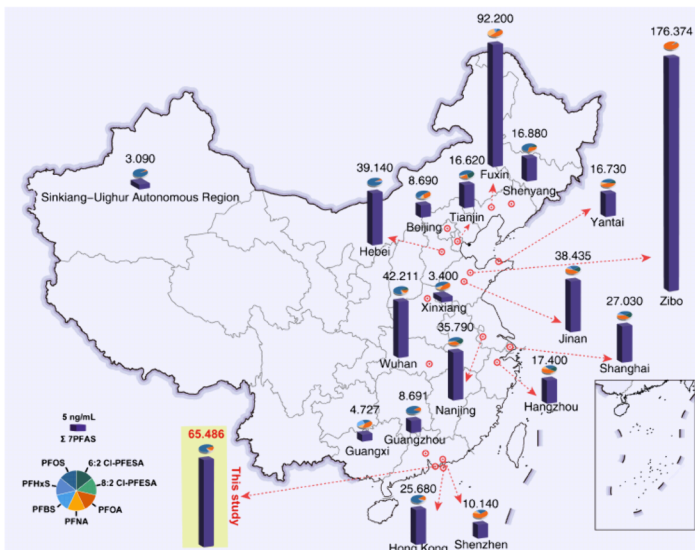 92.200
Fuxin
176.374
Zibo
3.090
Sinkiang–Uighur Autonomous Region
39.140
Hebei
8.690
Beijing
16.620
Tianjin
16.880
Shenyang
16.730
Yantai
42.211
Wuhan
3.400
Xinxiang
38.435
Jinan
35.790
Nanjing
27.030
Shanghai
17.400
Hangzhou
4.727
Guangxi
8.691
Guangzhou
65.486
This study
25.680
Hong Kong
10.140
Shenzhen
5 ng/mL
Σ 7PFAS
PFOS
6:2 Cl-PFESA
PFHxS
8:2 Cl-PFESA
PFBS
PFOA
PFNA